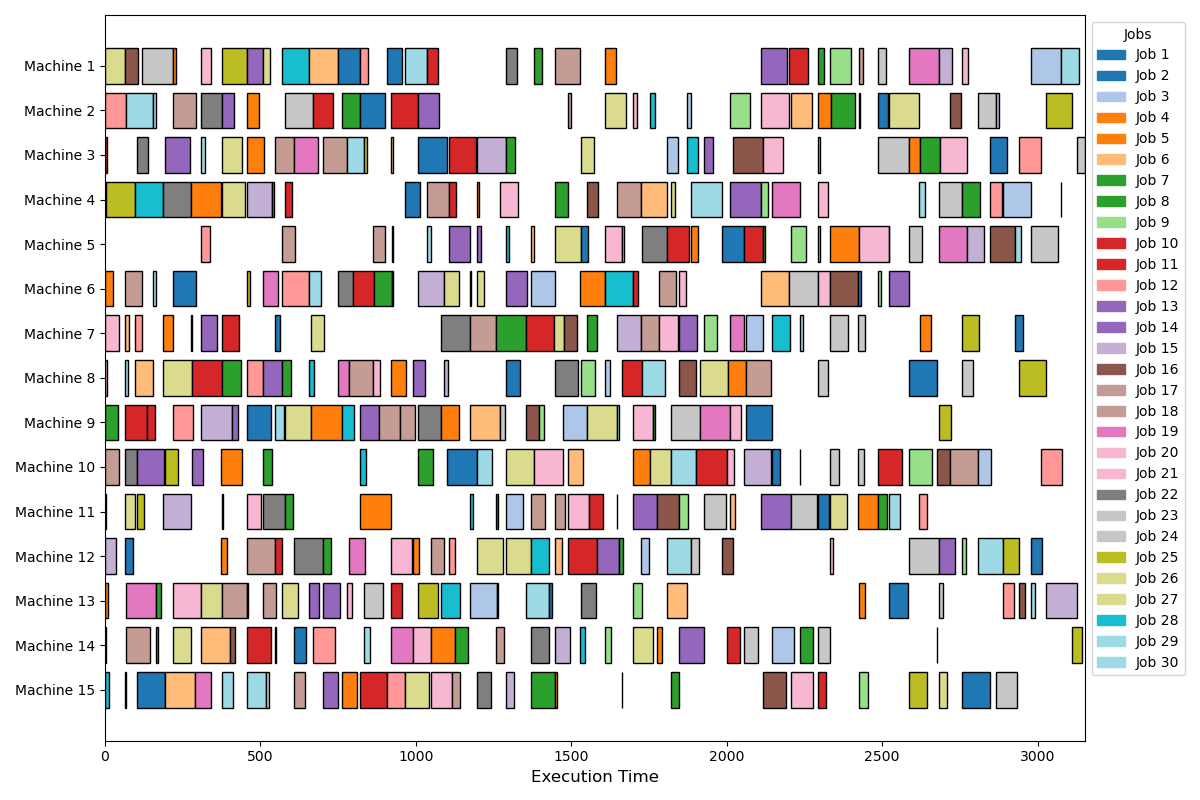 Jobs
Machine 1
Job 1
Job 2
Machine 2
Job 3
Job 4
Machine 3
Job 5
Job 6
Machine 4
Job 7
Job 8
Job 9
Machine 5
Job 10
Job 11
Machine 6
Job 12
Job 13
Machine 7
Job 14
Job 15
Machine 8
Job 16
Job 17
Job 18
Machine 9
Job 19
Job 20
Machine 10
Job 21
Job 22
Machine 11
Job 23
Job 24
Machine 12
Job 25
Job 26
Machine 13
Job 27
Job 28
Machine 14
Job 29
Job 30
Machine 15
0 500 1000 1500 2000 2500 3000
Execution Time